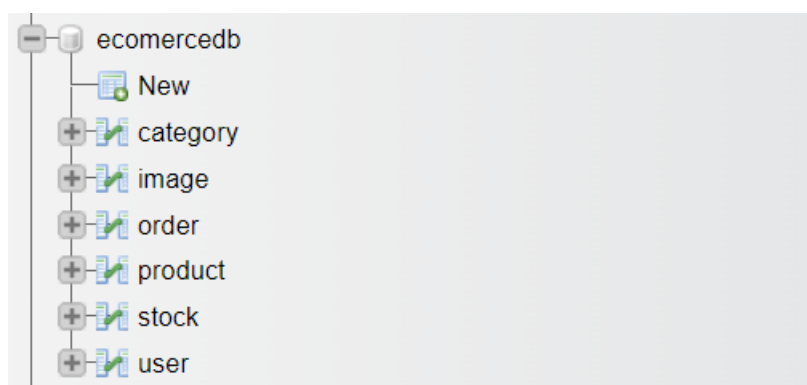 ecomercedb
New
category
image
order
product
stock
user